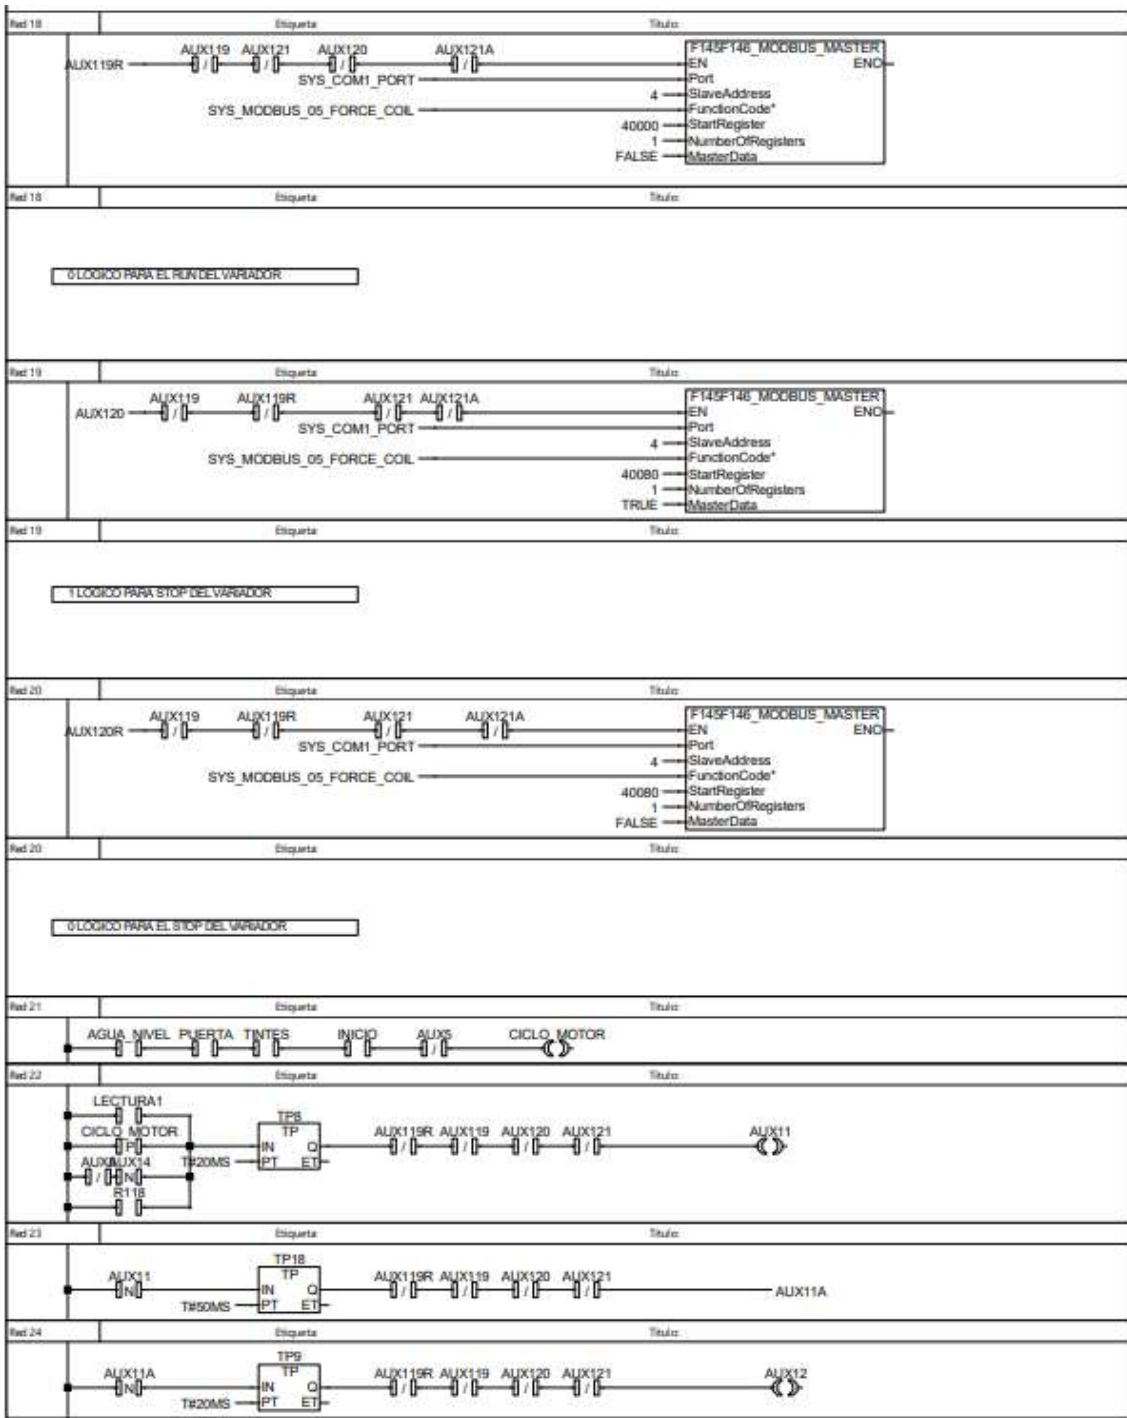 Red 18 Etiqueta: Título:
AUX119 AUX121 AUX120 AUX121A F145F146_MODBUS_MASTER
AUX119R EN ENO
SYS_COM1_PORT Port
4 SlaveAddress
SYS_MODBUS_05_FORCE_COIL FunctionCode*
40000 StartRegister
1 NumberOfRegisters
FALSE MasterData
Red 18 Etiqueta: Título:
0 LOGICO PARA EL RUN DEL VARIADOR
Red 19 Etiqueta: Título:
AUX119 AUX119R AUX121 AUX121A F145F146_MODBUS_MASTER
AUX120 EN ENO
SYS_COM1_PORT Port
4 SlaveAddress
SYS_MODBUS_05_FORCE_COIL FunctionCode*
40080 StartRegister
1 NumberOfRegisters
TRUE MasterData
Red 19 Etiqueta: Título:
1 LOGICO PARA STOP DEL VARIADOR
Red 20 Etiqueta: Título:
AUX119 AUX119R AUX121 AUX121A F145F146_MODBUS_MASTER
AUX120R EN ENO
SYS_COM1_PORT Port
4 SlaveAddress
SYS_MODBUS_05_FORCE_COIL FunctionCode*
40080 StartRegister
1 NumberOfRegisters
FALSE MasterData
Red 20 Etiqueta: Título:
0 LOGICO PARA EL STOP DEL VARIADOR
Red 21 Etiqueta: Título:
AGUA_NIVEL PUERTA TINTES INICIO AUX5 CICLO_MOTOR
Red 22 Etiqueta: Título:
LECTURA1
TP8
CICLO_MOTOR TP AUX119R AUX119 AUX120 AUX121 AUX11
P IN Q
AUX14 T#20MS PT ET
N
R118
Red 23 Etiqueta: Título:
TP18
AUX11 TP AUX119R AUX119 AUX120 AUX121
N IN Q AUX11A
T#50MS PT ET
Red 24 Etiqueta: Título:
TP9
AUX11A TP AUX119R AUX119 AUX120 AUX121 AUX12
N IN Q
T#20MS PT ET